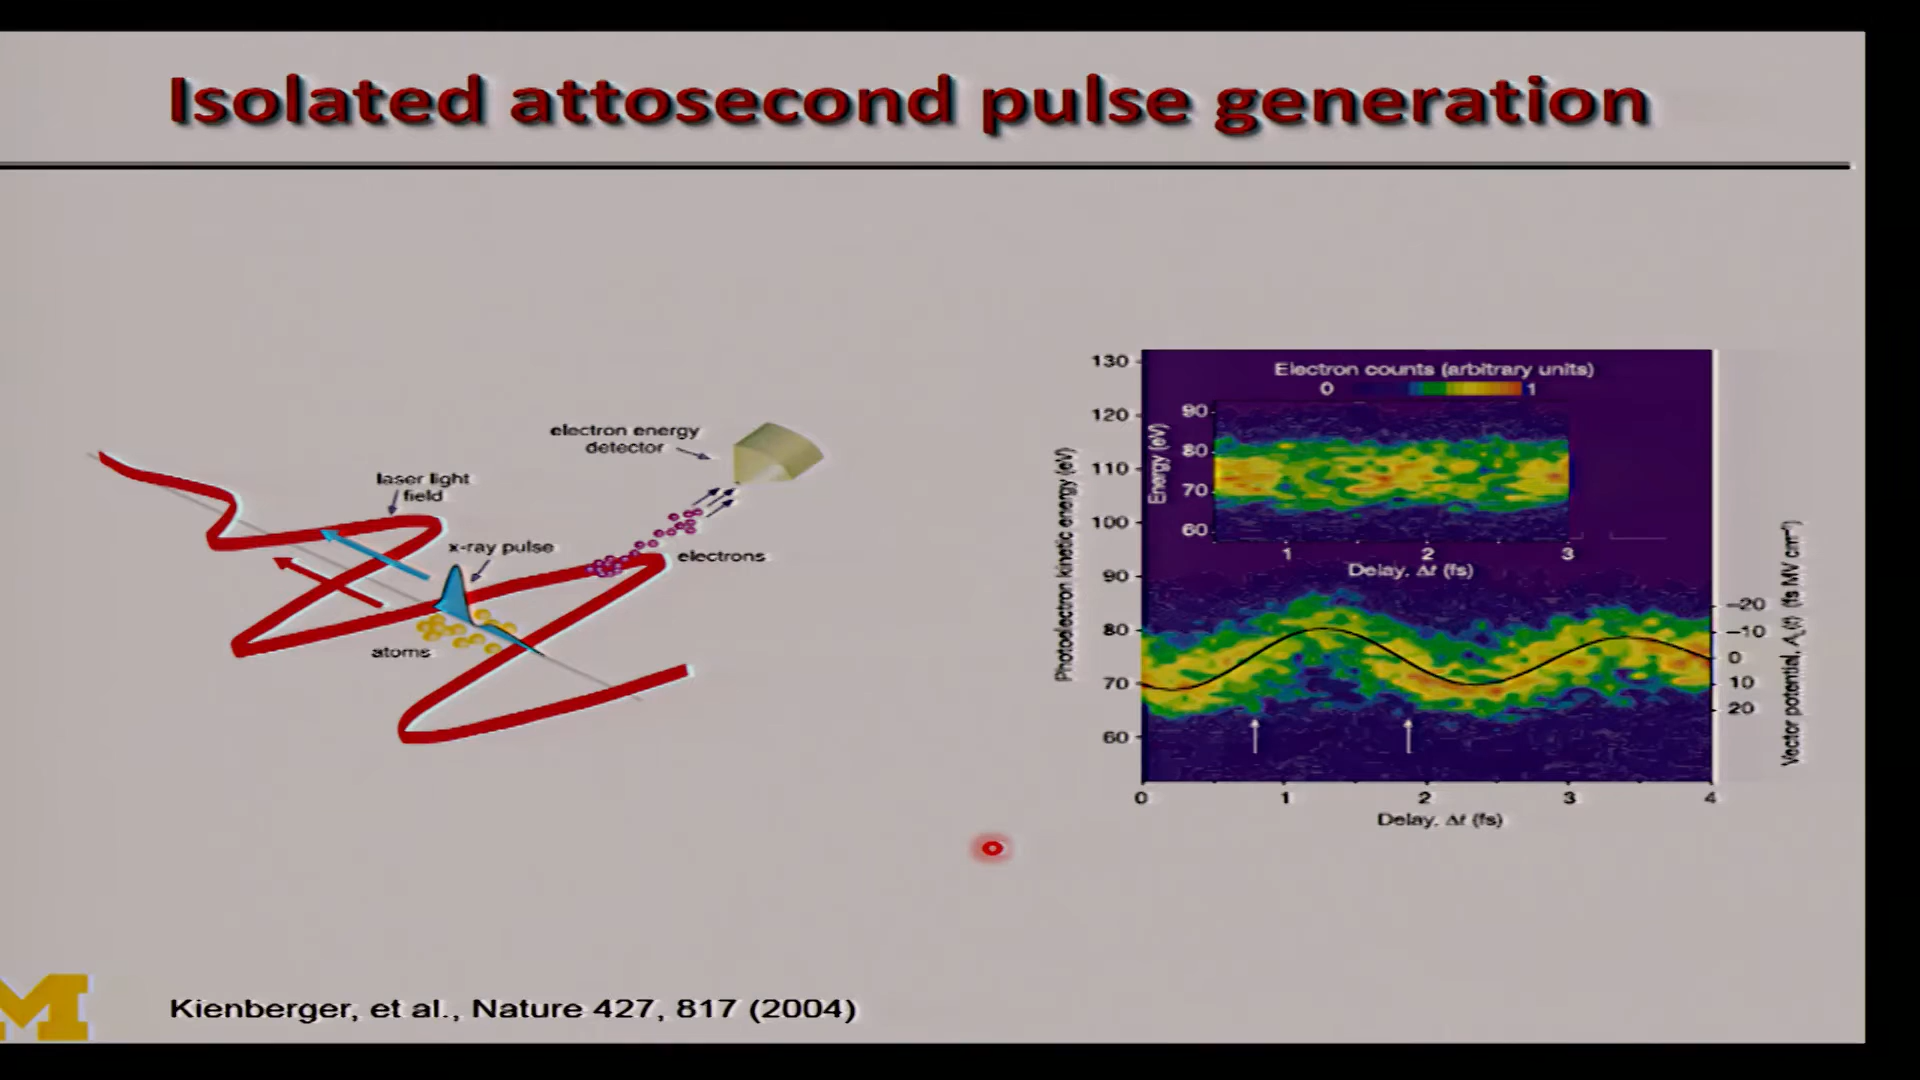 Isolated attosecond pulse generation
electron energy
detector
laser light
field
x-ray pulse
electrons
atoms
Electron counts (arbitrary units)
0 1
Energy (eV)
90
80
70
60
1 2 3
Delay, Δt (fs)
Photoelectron kinetic energy (eV)
130
120
110
100
90
80
70
60
0 1 2 3 4
Delay, Δt (fs)
−20
−10
0
10
20
Vector potential, A_L(t) (fs MV cm⁻¹)
M
Kienberger, et al., Nature 427, 817 (2004)